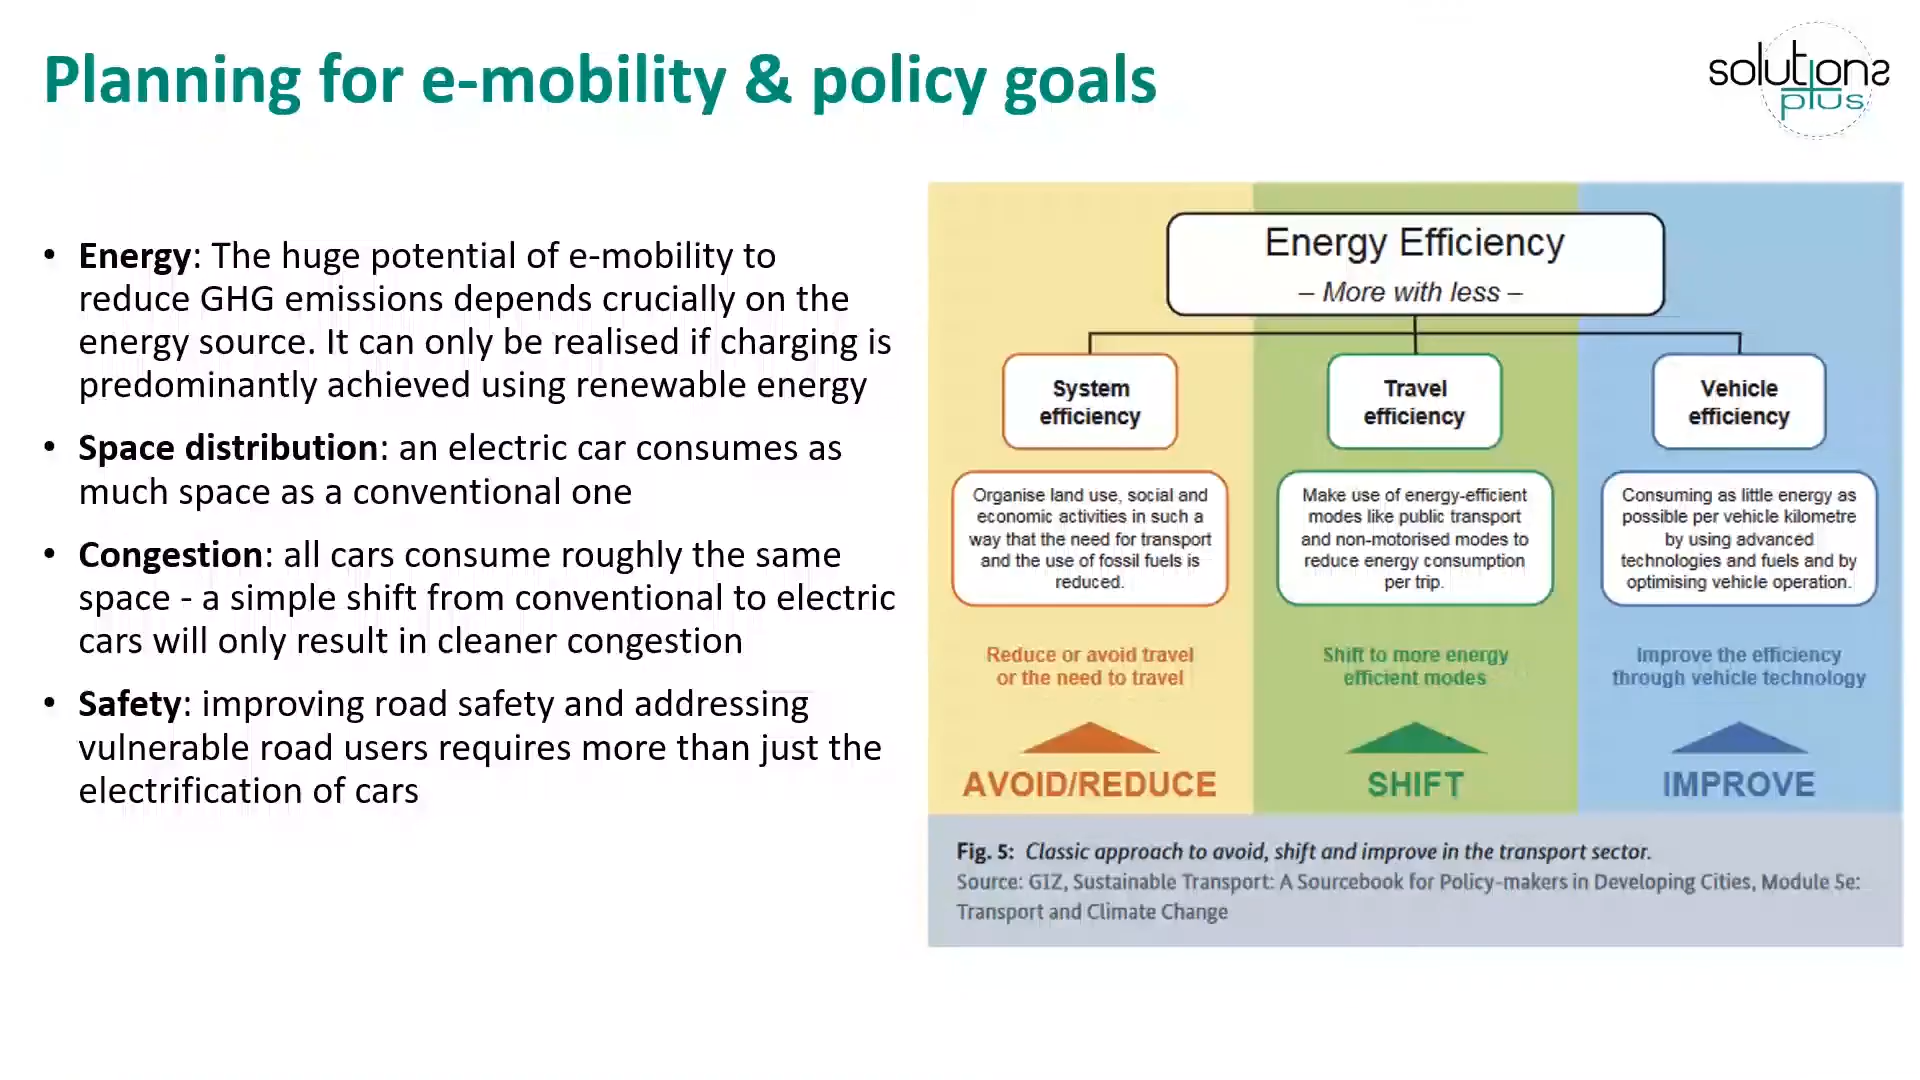 Planning for e-mobility & policy goals
solutions
plus
• Energy: The huge potential of e-mobility to
reduce GHG emissions depends crucially on the
energy source. It can only be realised if charging is
predominantly achieved using renewable energy
• Space distribution: an electric car consumes as
much space as a conventional one
• Congestion: all cars consume roughly the same
space - a simple shift from conventional to electric
cars will only result in cleaner congestion
• Safety: improving road safety and addressing
vulnerable road users requires more than just the
electrification of cars
Energy Efficiency
– More with less –
System
efficiency
Organise land use, social and
economic activities in such a
way that the need for transport
and the use of fossil fuels is
reduced.
Reduce or avoid travel
or the need to travel
AVOID/REDUCE
Travel
efficiency
Make use of energy-efficient
modes like public transport
and non-motorised modes to
reduce energy consumption
per trip.
Shift to more energy
efficient modes
SHIFT
Vehicle
efficiency
Consuming as little energy as
possible per vehicle kilometre
by using advanced
technologies and fuels and by
optimising vehicle operation.
Improve the efficiency
through vehicle technology
IMPROVE
Fig. 5: Classic approach to avoid, shift and improve in the transport sector.
Source: GIZ, Sustainable Transport: A Sourcebook for Policy-makers in Developing Cities, Module 5e:
Transport and Climate Change